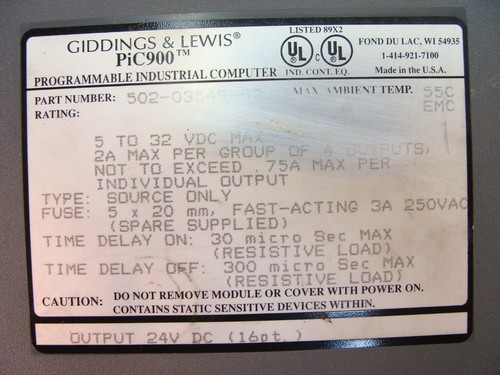 GIDDINGS & LEWIS®
PiC900™
PROGRAMMABLE INDUSTRIAL COMPUTER
LISTED 89X2
UL C UL
IND. CONT. EQ.
FOND DU LAC, WI 54935
1-414-921-7100
Made in the U.S.A.
PART NUMBER: 502-03549-02
MAX AMBIENT TEMP. 55C
EMC
RATING:
5 TO 32 VDC MAX
2A MAX PER GROUP OF 4 OUTPUTS,
NOT TO EXCEED .75A MAX PER
INDIVIDUAL OUTPUT
TYPE: SOURCE ONLY
FUSE: 5 x 20 mm, FAST-ACTING 3A 250VAC
(SPARE SUPPLIED)
TIME DELAY ON: 30 micro Sec MAX
(RESISTIVE LOAD)
TIME DELAY OFF: 300 micro Sec MAX
(RESISTIVE LOAD)
CAUTION: DO NOT REMOVE MODULE OR COVER WITH POWER ON.
CONTAINS STATIC SENSITIVE DEVICES WITHIN.
OUTPUT 24V DC (16pt.)